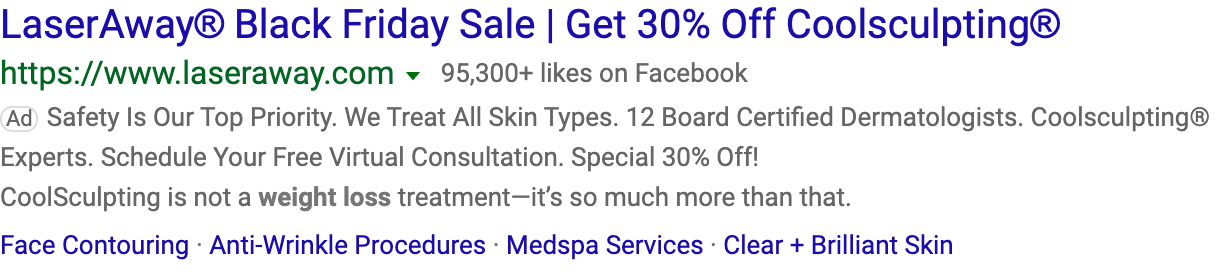 LaserAway® Black Friday Sale | Get 30% Off Coolsculpting®
https://www.laseraway.com 95,300+ likes on Facebook
Ad Safety Is Our Top Priority. We Treat All Skin Types. 12 Board Certified Dermatologists. Coolsculpting®
Experts. Schedule Your Free Virtual Consultation. Special 30% Off!
CoolSculpting is not a weight loss treatment—it’s so much more than that.
Face Contouring · Anti-Wrinkle Procedures · Medspa Services · Clear + Brilliant Skin